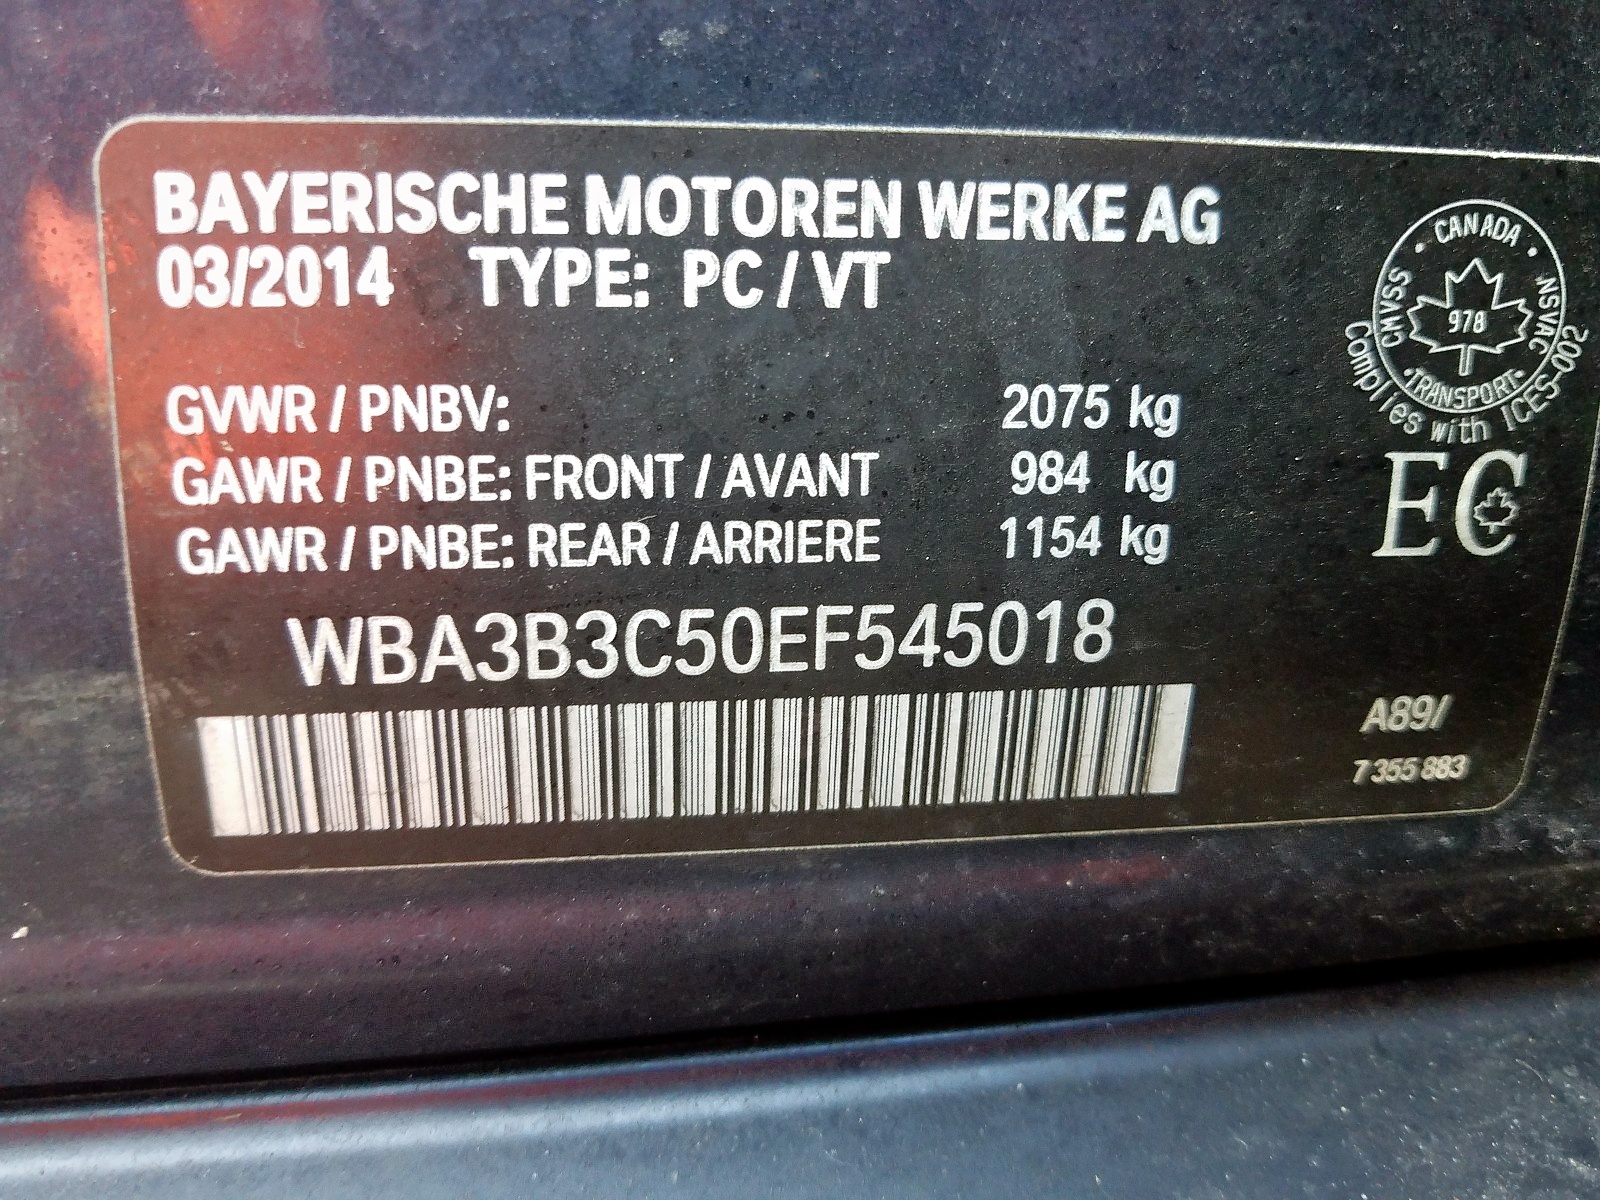 BAYERISCHE MOTOREN WERKE AG
03/2014 TYPE: PC / VT
GVWR / PNBV: 2075 kg
GAWR / PNBE: FRONT / AVANT 984 kg
GAWR / PNBE: REAR / ARRIERE 1154 kg
WBA3B3C50EF545018
CANADA
CMVSS
978
NSVAC
TRANSPORT
Complies with ICES-002
EC
A89/
7 355 883